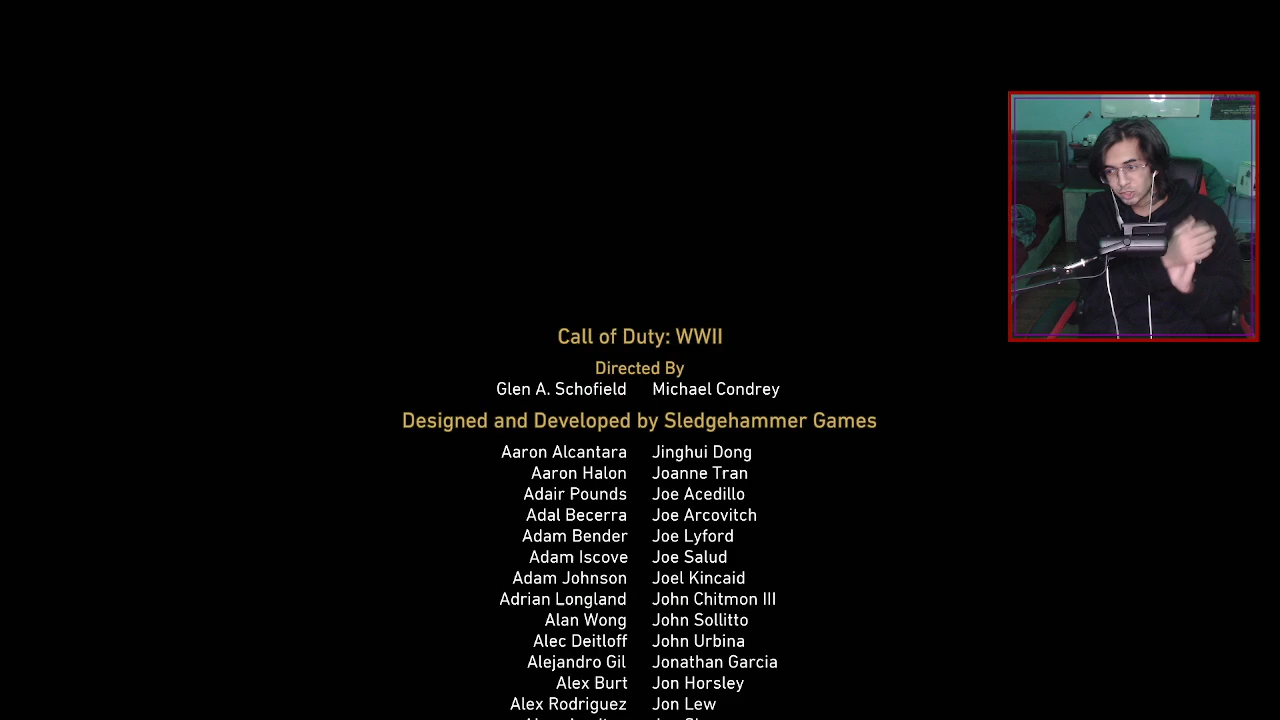 Call of Duty: WWII
Directed By
Glen A. Schofield Michael Condrey
Designed and Developed by Sledgehammer Games
Aaron Alcantara Jinghui Dong
Aaron Halon Joanne Tran
Adair Pounds Joe Acedillo
Adal Becerra Joe Arcovitch
Adam Bender Joe Lyford
Adam Iscove Joe Salud
Adam Johnson Joel Kincaid
Adrian Longland John Chitmon III
Alan Wong John Sollitto
Alec Deitloff John Urbina
Alejandro Gil Jonathan Garcia
Alex Burt Jon Horsley
Alex Rodriguez Jon Lew